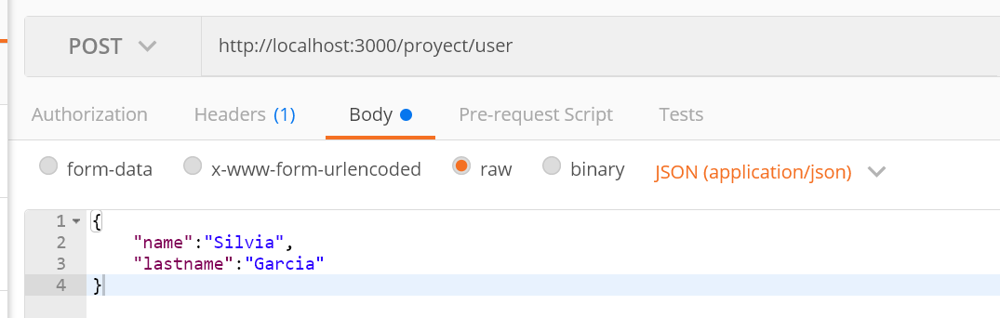 POST http://localhost:3000/proyect/user
Authorization Headers (1) Body Pre-request Script Tests
form-data x-www-form-urlencoded raw binary JSON (application/json)
1 {
2 "name":"Silvia",
3 "lastname":"Garcia"
4 }